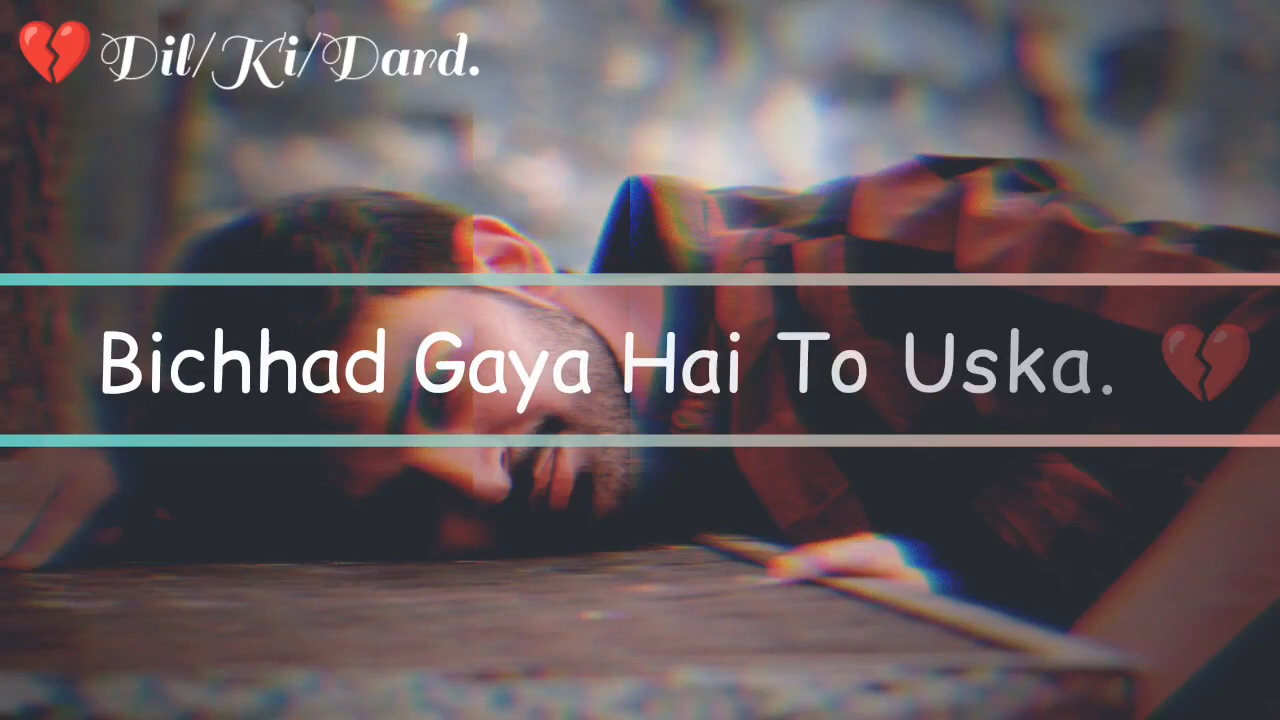 💔 Dil/Ki/Dard.
Bichhad Gaya Hai To Uska. 💔